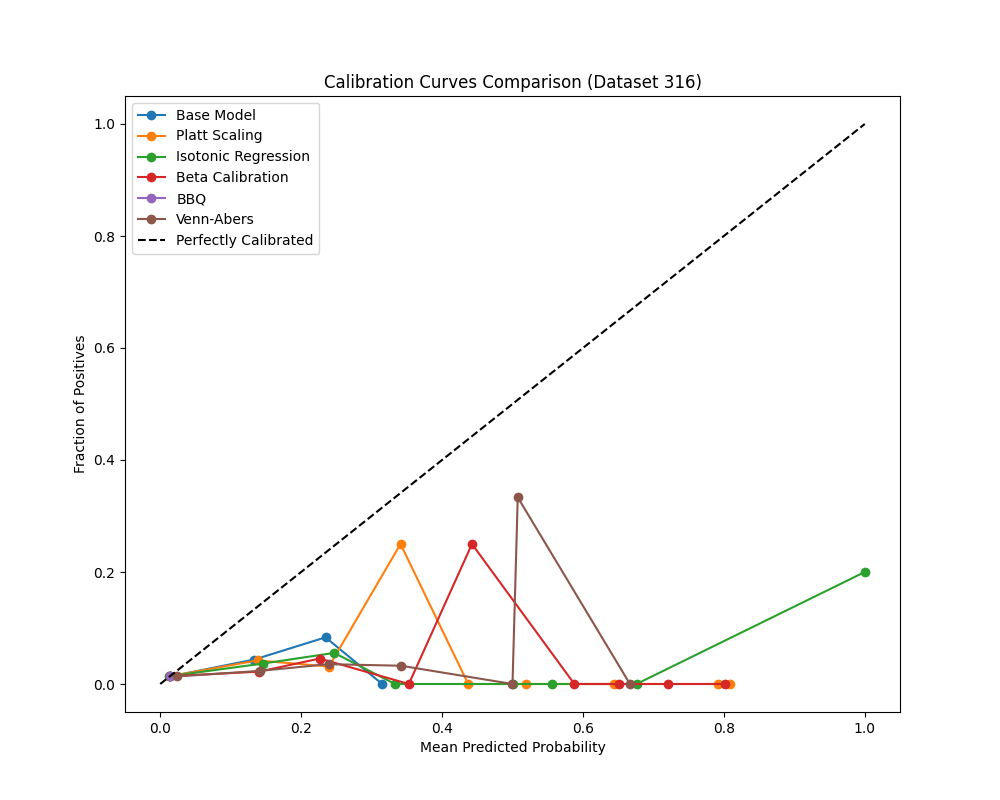 Calibration Curves Comparison (Dataset 316)
Base Model
Platt Scaling
Isotonic Regression
Beta Calibration
BBQ
Venn-Abers
Perfectly Calibrated
Fraction of Positives
1.0
0.8
0.6
0.4
0.2
0.0
0.0 0.2 0.4 0.6 0.8 1.0
Mean Predicted Probability